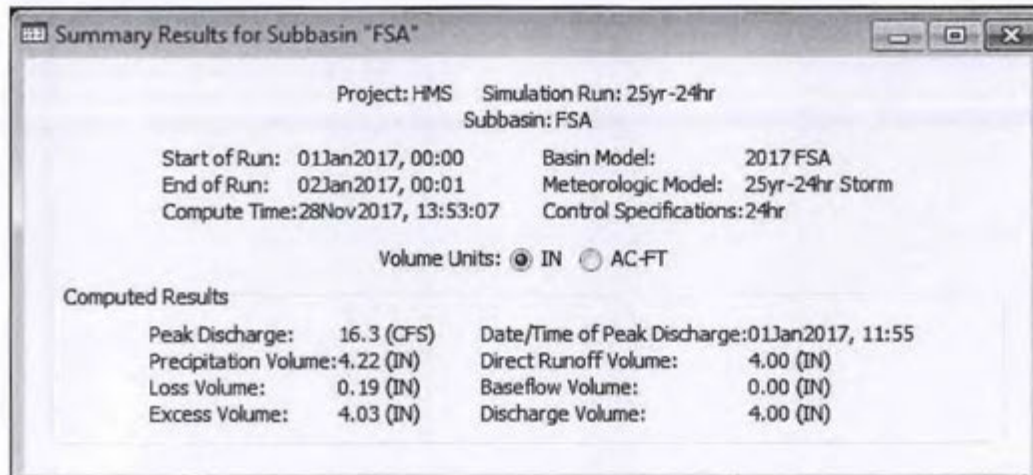 Summary Results for Subbasin "FSA"
Project: HMS Simulation Run: 25yr-24hr
Subbasin: FSA
Start of Run: 01Jan2017, 00:00 Basin Model: 2017 FSA
End of Run: 02Jan2017, 00:01 Meteorologic Model: 25yr-24hr Storm
Compute Time:28Nov2017, 13:53:07 Control Specifications:24hr
Volume Units: IN AC-FT
Computed Results
Peak Discharge: 16.3 (CFS) Date/Time of Peak Discharge:01Jan2017, 11:55
Precipitation Volume:4.22 (IN) Direct Runoff Volume: 4.00 (IN)
Loss Volume: 0.19 (IN) Baseflow Volume: 0.00 (IN)
Excess Volume: 4.03 (IN) Discharge Volume: 4.00 (IN)